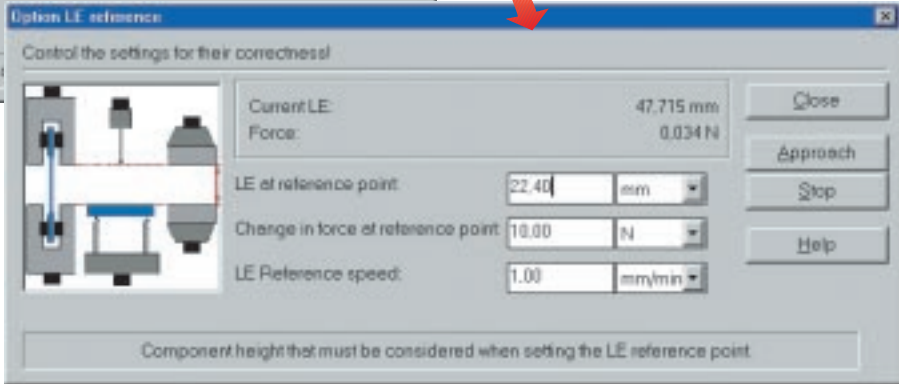 Option LE reference
Control the settings for their correctness!
Current LE: 47,715 mm
Force: 0,034 N
LE at reference point: 22,40 mm
Change in force at reference point 10,00 N
LE Reference speed: 1.00 mm/min
Close
Approach
Stop
Help
Component height that must be considered when setting the LE reference point.